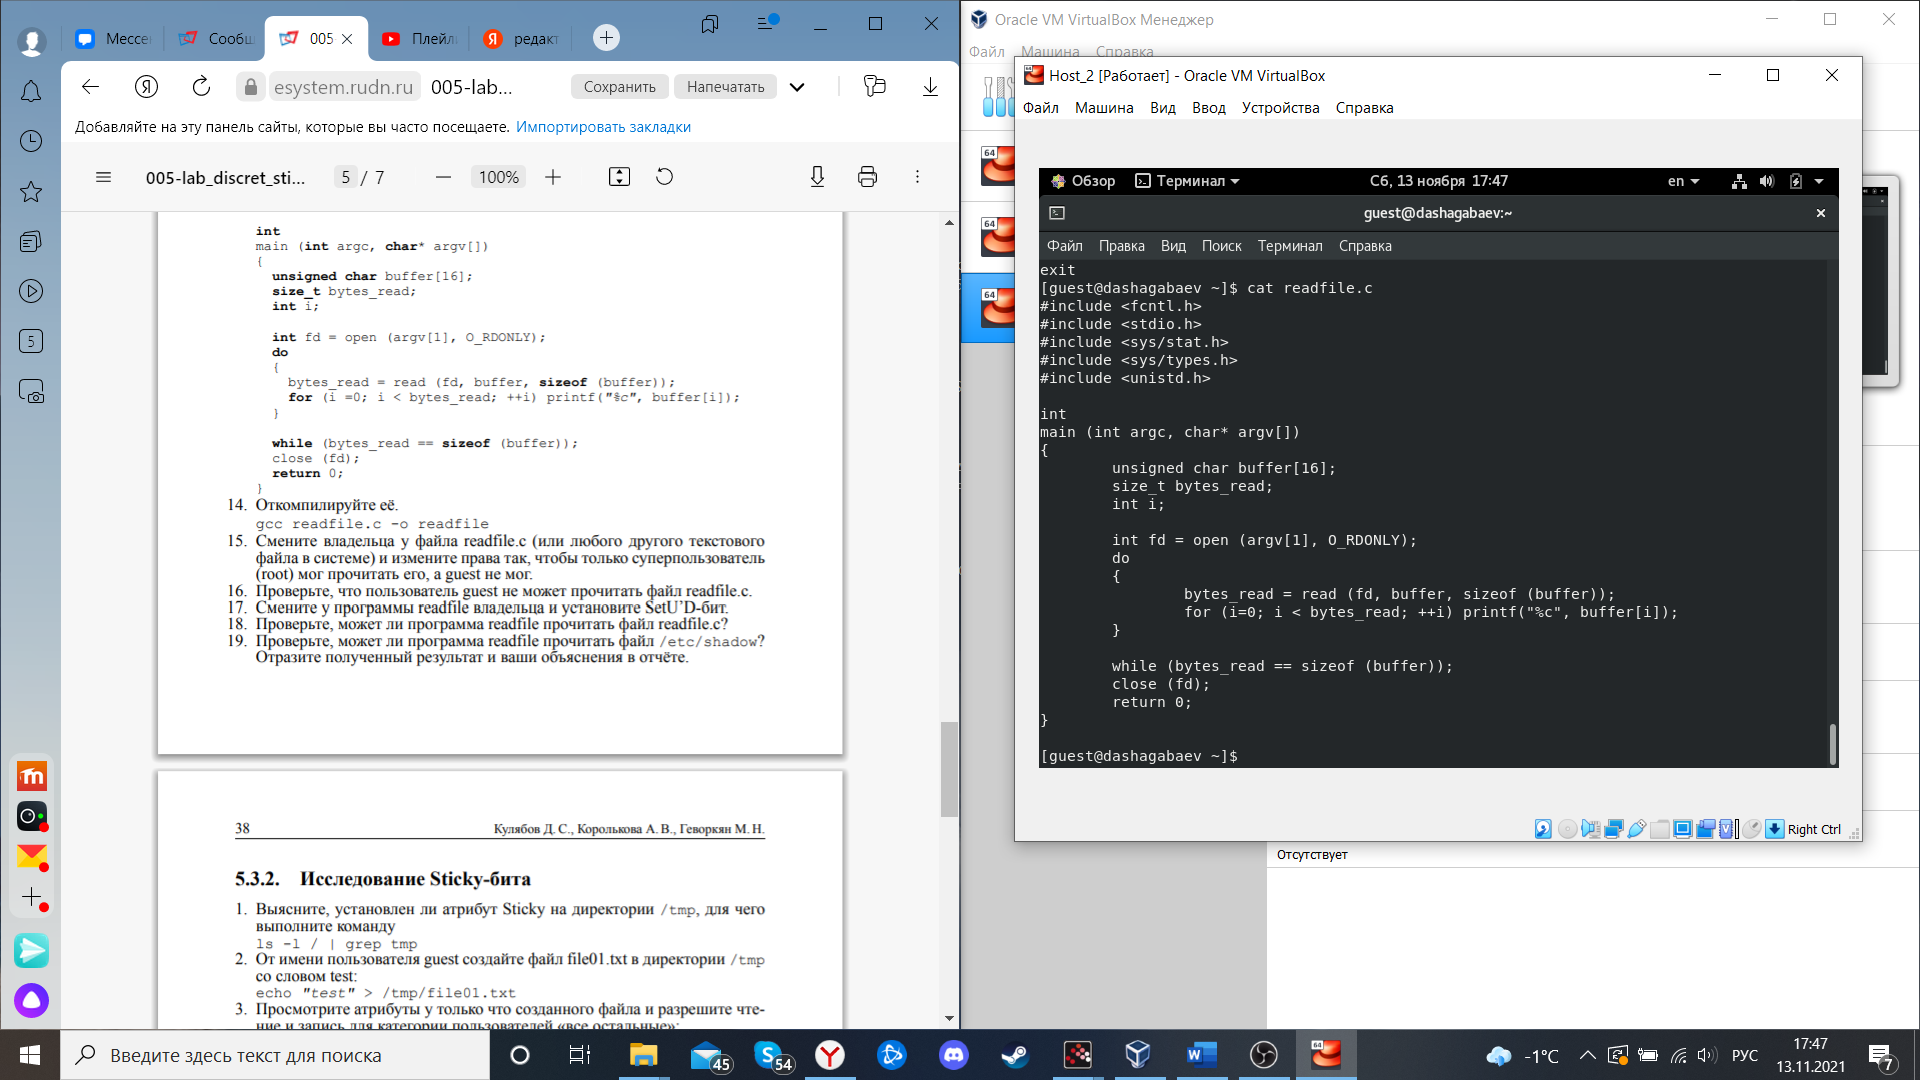 Мессе
Сообщ
005
Плейли
редакт
esystem.rudn.ru
005-lab...
Сохранить
Напечатать
Добавляйте на эту панель сайты, которые вы часто посещаете. Импортировать закладки
005-lab_discret_sti...
5 / 7
100%
int
main (int argc, char* argv[])
{
unsigned char buffer[16];
size_t bytes_read;
int i;
int fd = open (argv[1], O_RDONLY);
do
{
bytes_read = read (fd, buffer, sizeof (buffer));
for (i =0; i < bytes_read; ++i) printf("%c", buffer[i]);
}
while (bytes_read == sizeof (buffer));
close (fd);
return 0;
}
14. Откомпилируйте её.
gcc readfile.c -o readfile
15. Смените владельца у файла readfile.c (или любого другого текстового
файла в системе) и измените права так, чтобы только суперпользователь
(root) мог прочитать его, a guest не мог.
16. Проверьте, что пользователь guest не может прочитать файл readfile.c.
17. Смените у программы readfile владельца и установите SetU'D-бит.
18. Проверьте, может ли программа readfile прочитать файл readfile.c?
19. Проверьте, может ли программа readfile прочитать файл /etc/shadow?
Отразите полученный результат и ваши объяснения в отчёте.
38
Кулябов Д. С., Королькова А. В., Геворкян М. Н.
5.3.2. Исследование Sticky-бита
1. Выясните, установлен ли атрибут Sticky на директории /tmp, для чего
выполните команду
ls -l / | grep tmp
2. От имени пользователя guest создайте файл file01.txt в директории /tmp
со словом test:
echo "test" > /tmp/file01.txt
3. Просмотрите атрибуты у только что созданного файла и разрешите чте-
ние и запись для категории пользователей «все остальные»:
5
Oracle VM VirtualBox Менеджер
Файл Машина Справка
64
64
64
Отсутствует
Host_2 [Работает] - Oracle VM VirtualBox
Файл Машина Вид Ввод Устройства Справка
Обзор
Терминал
Сб, 13 ноября 17:47
en
guest@dashagabaev:~
Файл Правка Вид Поиск Терминал Справка
exit
[guest@dashagabaev ~]$ cat readfile.c
#include <fcntl.h>
#include <stdio.h>
#include <sys/stat.h>
#include <sys/types.h>
#include <unistd.h>
int
main (int argc, char* argv[])
{
unsigned char buffer[16];
size_t bytes_read;
int i;
int fd = open (argv[1], O_RDONLY);
do
{
bytes_read = read (fd, buffer, sizeof (buffer));
for (i=0; i < bytes_read; ++i) printf("%c", buffer[i]);
}
while (bytes_read == sizeof (buffer));
close (fd);
return 0;
}
[guest@dashagabaev ~]$
Right Ctrl
Введите здесь текст для поиска
45
54
-1°C
РУС
17:47
13.11.2021
7